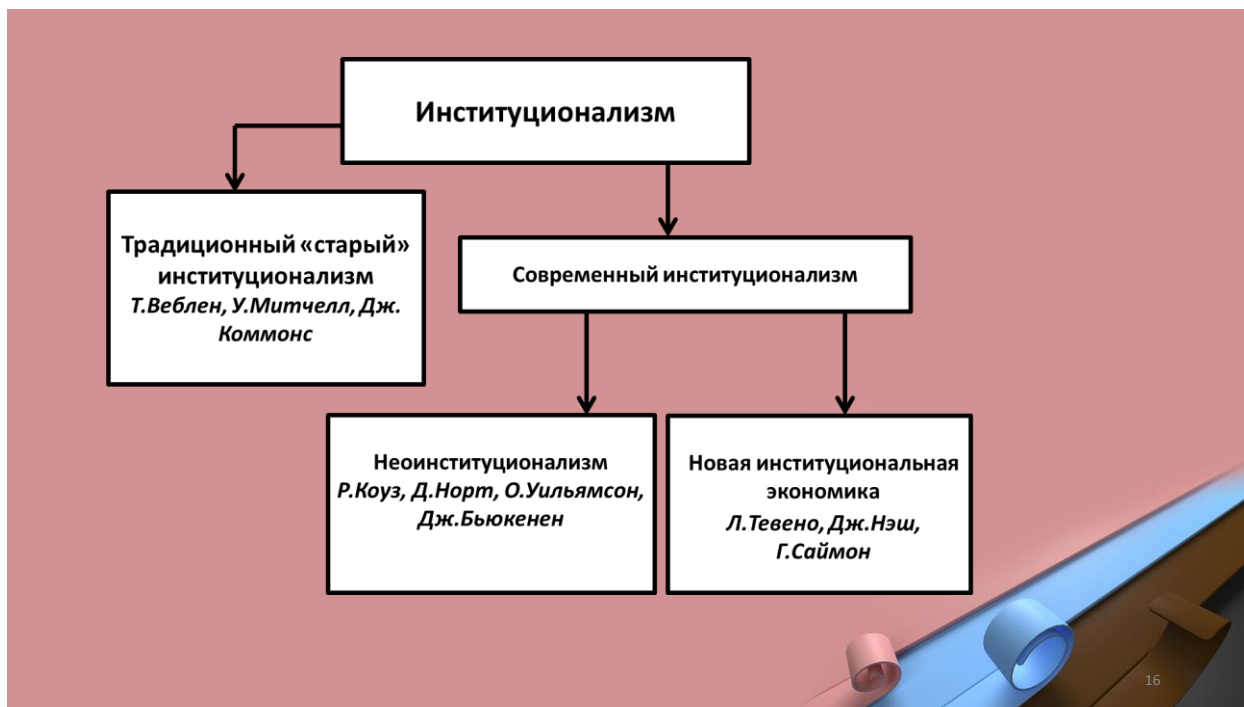 Институционализм
Традиционный «старый»
институционализм
Т.Веблен, У.Митчелл, Дж.
Коммонс
Современный институционализм
Неоинституционализм
Р.Коуз, Д.Норт, О.Уильямсон,
Дж.Бьюкенен
Новая институциональная
экономика
Л.Тевено, Дж.Нэш,
Г.Саймон
16